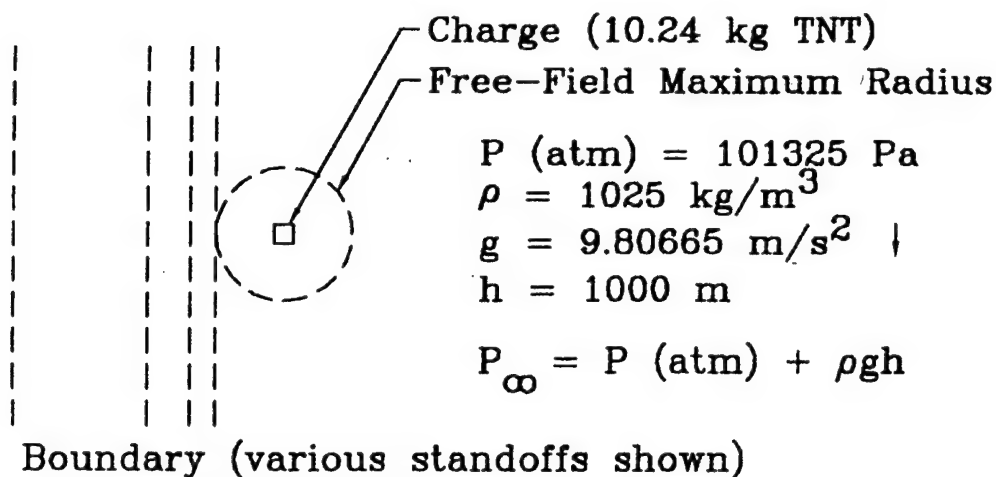 Charge (10.24 kg TNT)
Free-Field Maximum Radius
P (atm) = 101325 Pa
ρ = 1025 kg/m³
g = 9.80665 m/s² ↓
h = 1000 m
P∞ = P (atm) + ρgh
Boundary (various standoffs shown)